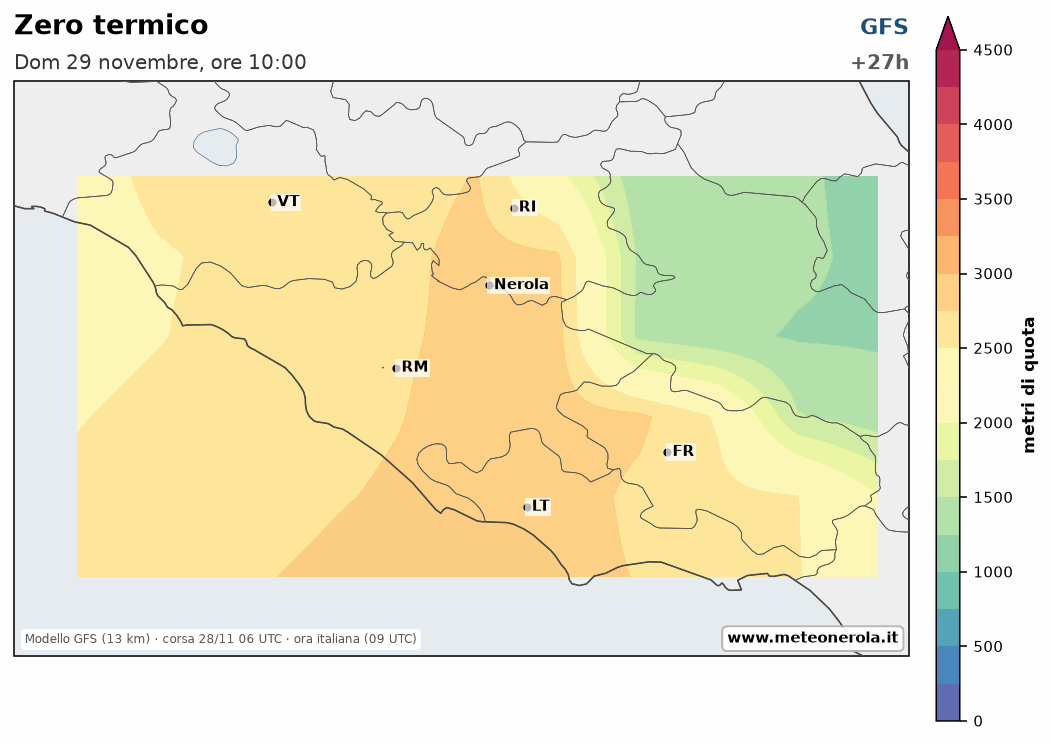 Zero termico
GFS
Dom 29 novembre, ore 10:00
+27h
VT
RI
Nerola
RM
FR
LT
Modello GFS (13 km) · corsa 28/11 06 UTC · ora italiana (09 UTC)
www.meteonerola.it
4500
4000
3500
3000
2500
2000
1500
1000
500
0
metri di quota